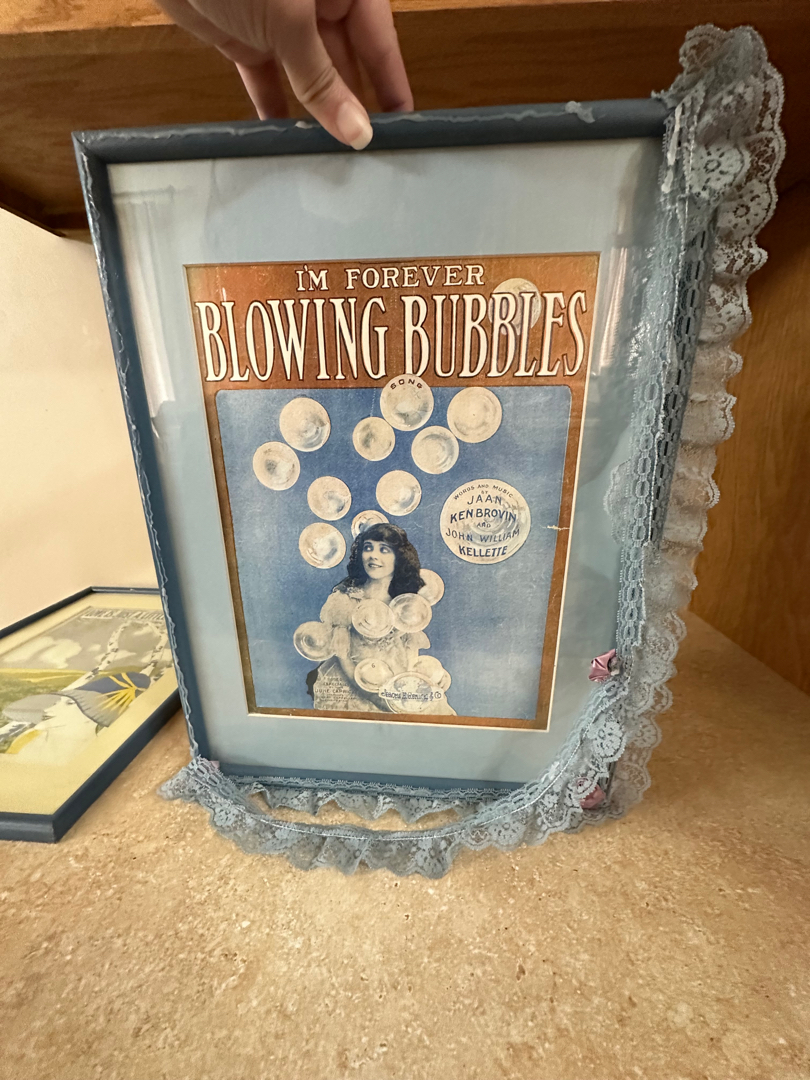 I'M FOREVER
BLOWING BUBBLES
SONG
WORDS AND MUSIC
BY
JAAN
KENBROVIN
AND
JOHN WILLIAM
KELLETTE